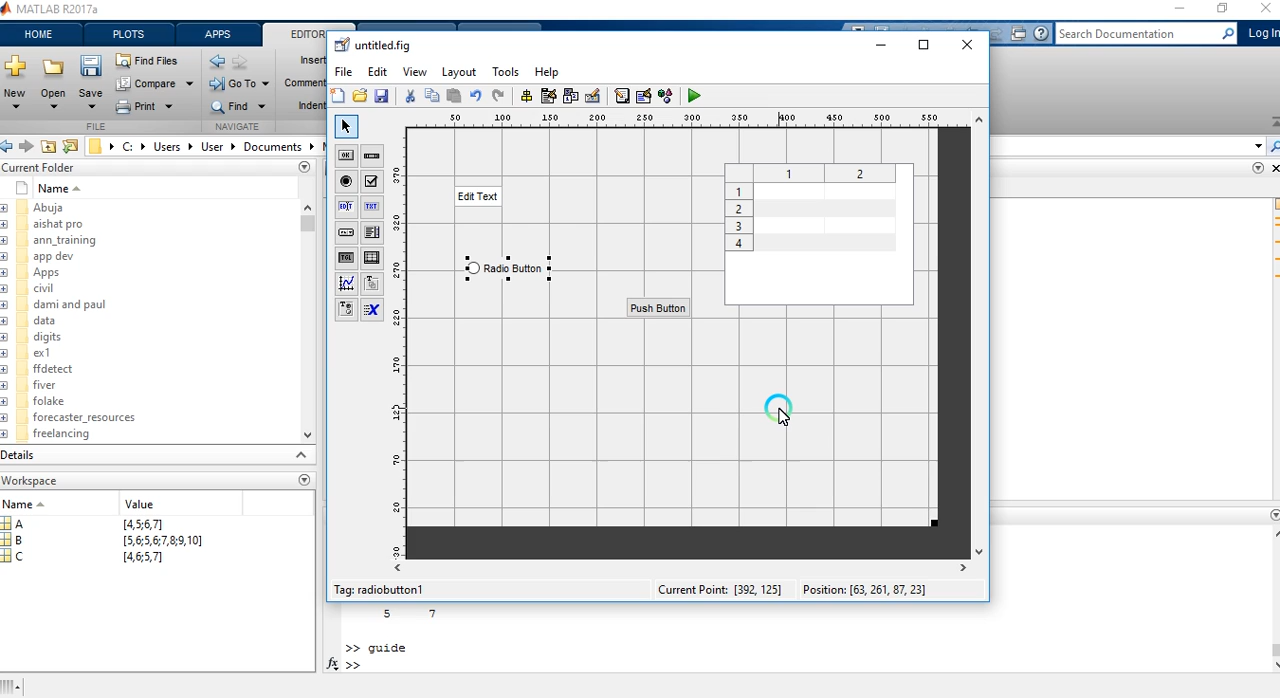 MATLAB R2017a
HOME PLOTS APPS EDITOR
Search Documentation Log In
New Open Save Find Files Compare Print Go To Find Insert Comment Indent
FILE NAVIGATE
C: Users User Documents
Current Folder
Name
Abuja
aishat pro
ann_training
app dev
Apps
civil
dami and paul
data
digits
ex1
ffdetect
fiver
folake
forecaster_resources
freelancing
Details
Workspace
Name Value
A [4,5;6,7]
B [5,6;5,6;7,8;9,10]
C [4,6;5,7]
untitled.fig
File Edit View Layout Tools Help
50 100 150 200 250 300 350 400 450 500 550
OK
EDIT TXT
TGL
370
320
270
220
170
120
70
20
-30
Edit Text
Radio Button
Push Button
1 2
1
2
3
4
Tag: radiobutton1 Current Point: [392, 125] Position: [63, 261, 87, 23]
5 7
>> guide
fx >>